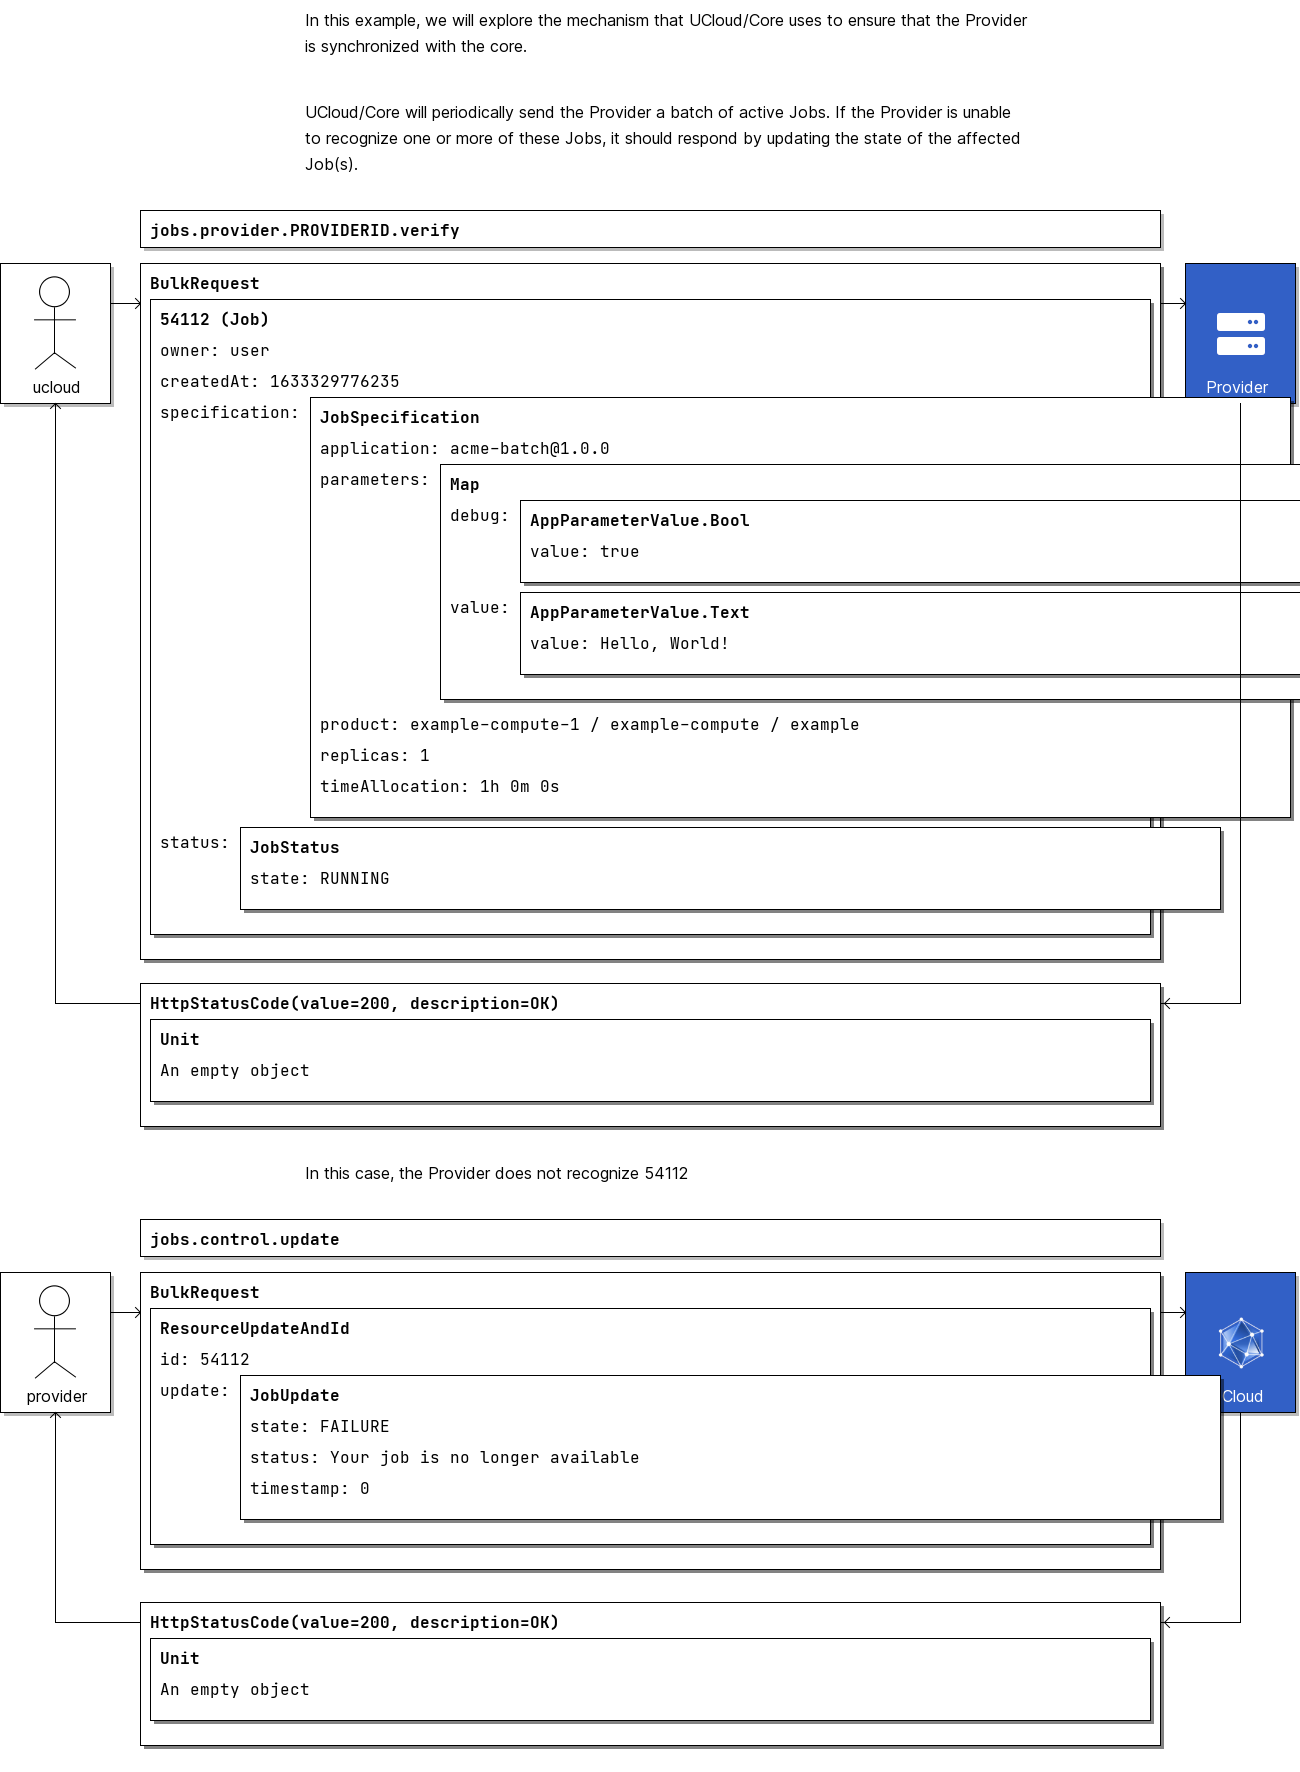 In this example, we will explore the mechanism that UCloud/Core uses to ensure that the Provider
is synchronized with the core.
UCloud/Core will periodically send the Provider a batch of active Jobs. If the Provider is unable
to recognize one or more of these Jobs, it should respond by updating the state of the affected
Job(s).
jobs.provider.PROVIDERID.verify
ucloud
BulkRequest
54112 (Job)
owner: user
createdAt: 1633329776235
specification:
JobSpecification
application: acme-batch@1.0.0
parameters:
Map
debug:
AppParameterValue.Bool
value: true
value:
AppParameterValue.Text
value: Hello, World!
product: example-compute-1 / example-compute / example
replicas: 1
timeAllocation: 1h 0m 0s
status:
JobStatus
state: RUNNING
Provider
HttpStatusCode(value=200, description=OK)
Unit
An empty object
In this case, the Provider does not recognize 54112
jobs.control.update
provider
BulkRequest
ResourceUpdateAndId
id: 54112
update:
JobUpdate
state: FAILURE
status: Your job is no longer available
timestamp: 0
Cloud
HttpStatusCode(value=200, description=OK)
Unit
An empty object